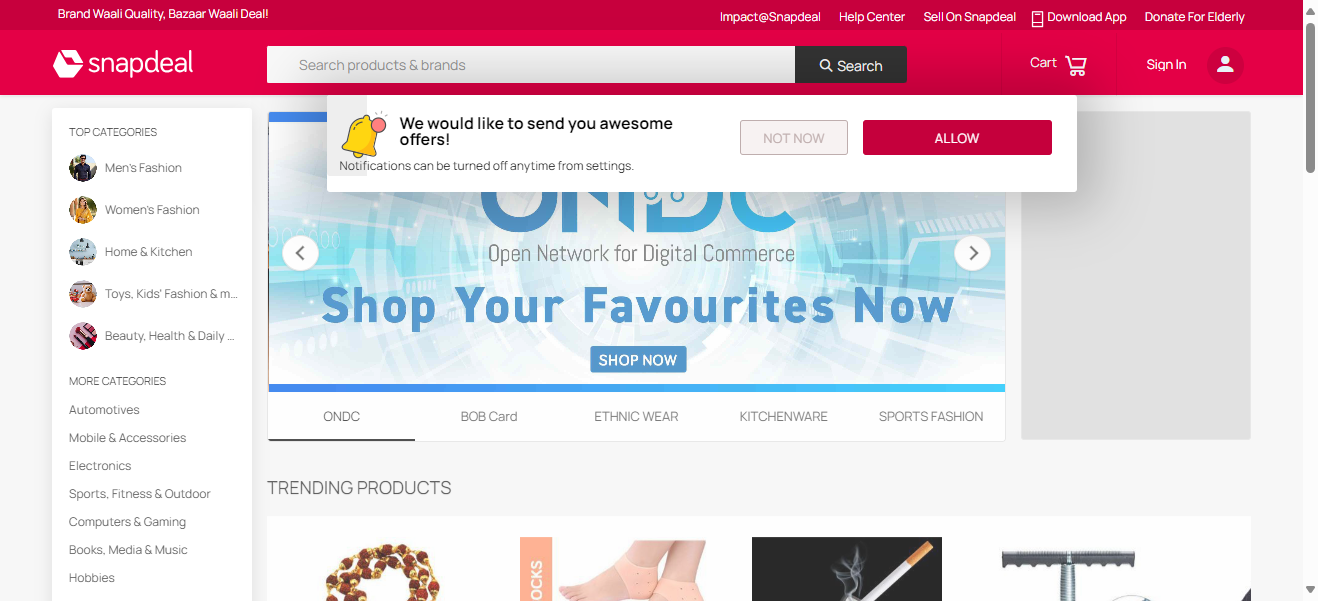 Brand Waali Quality, Bazaar Waali Deal!
Impact@Snapdeal
Help Center
Sell On Snapdeal
Download App
Donate For Elderly
snapdeal
Search products & brands
Search
Cart
Sign In
We would like to send you awesome
offers!
Notifications can be turned off anytime from settings.
NOT NOW
ALLOW
TOP CATEGORIES
Men's Fashion
Women's Fashion
Home & Kitchen
Toys, Kids' Fashion & m...
Beauty, Health & Daily ...
MORE CATEGORIES
Automotives
Mobile & Accessories
Electronics
Sports, Fitness & Outdoor
Computers & Gaming
Books, Media & Music
Hobbies
ONDC
Open Network for Digital Commerce
Shop Your Favourites Now
SHOP NOW
ONDC
BOB Card
ETHNIC WEAR
KITCHENWARE
SPORTS FASHION
TRENDING PRODUCTS
OCKS